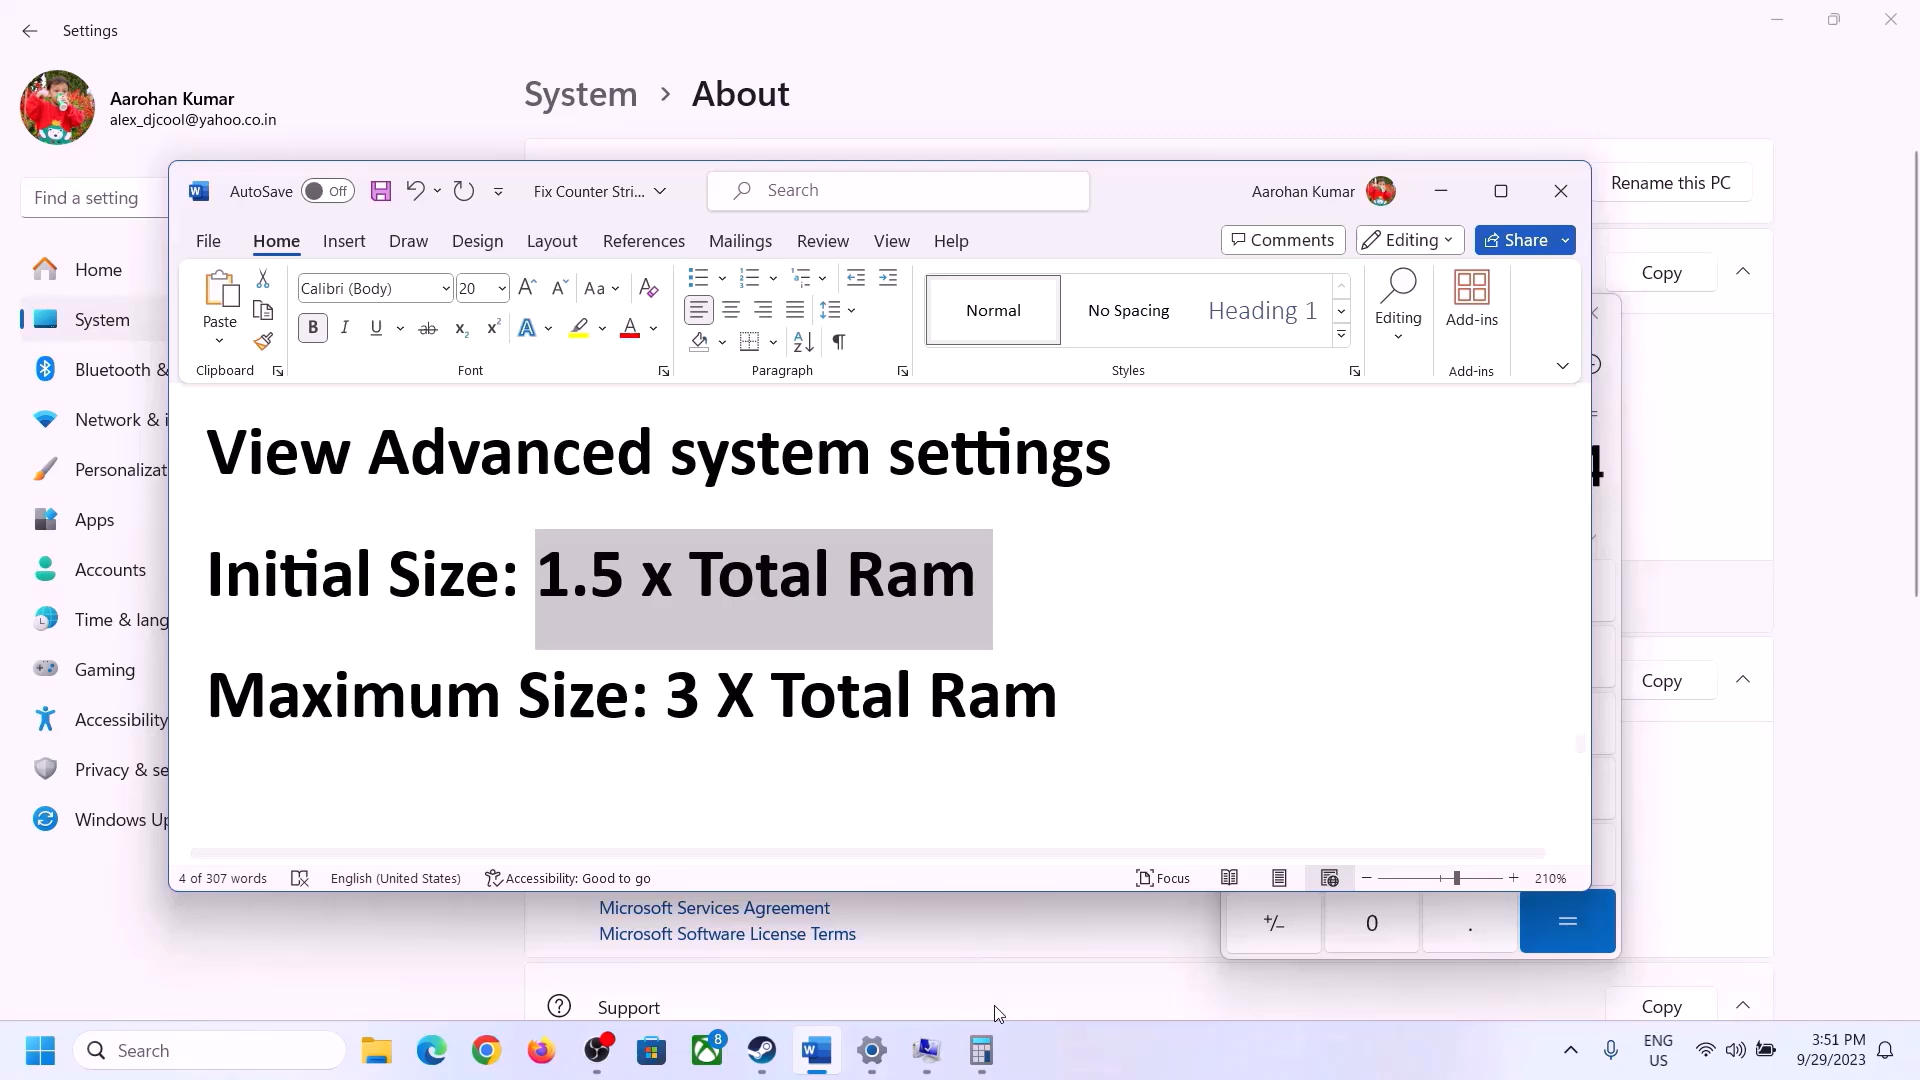 Settings
Aarohan Kumar
alex_djcool@yahoo.co.in
System > About
Find a setting
Home
System
Bluetooth &
Network & i
Personalizat
Apps
Accounts
Time & lang
Gaming
Accessibility
Privacy & se
Windows Up
Rename this PC
Copy
Copy
AutoSave Off
Fix Counter Stri...
Search
Aarohan Kumar
File Home Insert Draw Design Layout References Mailings Review View Help
Comments Editing Share
Paste
Calibri (Body) 20
Normal
No Spacing
Heading 1
Editing
Add-ins
Clipboard
Font
Paragraph
Styles
Add-ins
View Advanced system settings
Initial Size: 1.5 x Total Ram
Maximum Size: 3 X Total Ram
4
=
4 of 307 words
English (United States)
Accessibility: Good to go
Focus
210%
Microsoft Services Agreement
Microsoft Software License Terms
+/- 0 . =
Support
Copy
Search
8
ENG
US
3:51 PM
9/29/2023